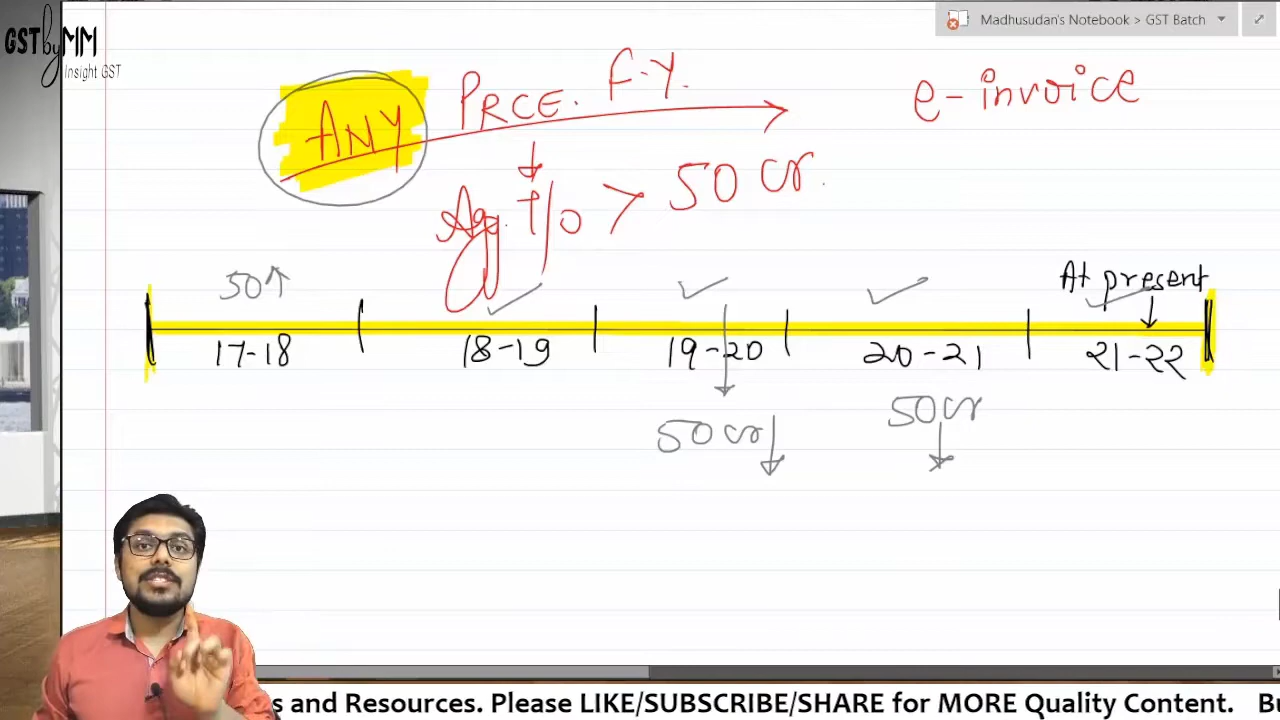 GST by MM
Insight GST
Madhusudan's Notebook > GST Batch
ANY PRCE. F.Y.
e-invoice
Agg. T/O > 50 cr.
50↑
At present
17-18 18-19 19-20 20-21 21-22
50 cr↓ 50 cr
s and Resources. Please LIKE/SUBSCRIBE/SHARE for MORE Quality Content. Bu